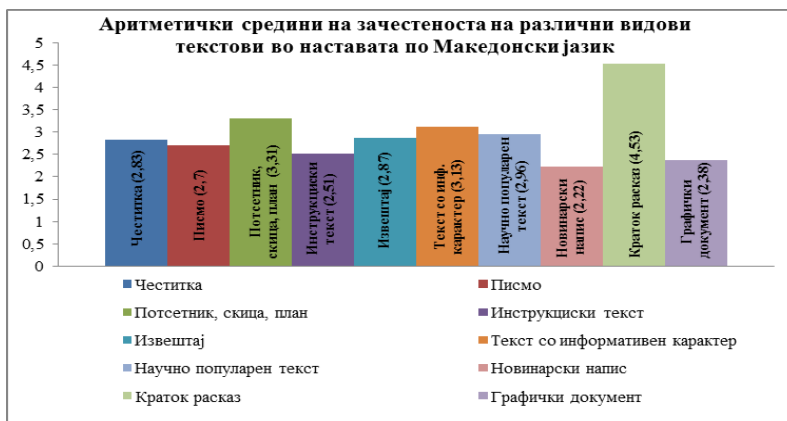 Аритметички средини на зачестеноста на различни видови
текстови во наставата по Македонски јазик
5
4,5
4
3,5
3
2,5
2
1,5
1
0,5
0
Честитка (2,83)
Писмо (2,7)
Потсетник,
скица, план (3,31)
Инструкциски
текст (2,51)
Извештај (2,87)
Текст со инф.
карактер (3,13)
Научно популарен
текст (2,96)
Новинарски
напис (2,22)
Краток расказ (4,53)
Графички
документ (2,38)
Честитка
Писмо
Потсетник, скица, план
Инструкциски текст
Извештај
Текст со информативен карактер
Научно популарен текст
Новинарски напис
Краток расказ
Графички документ